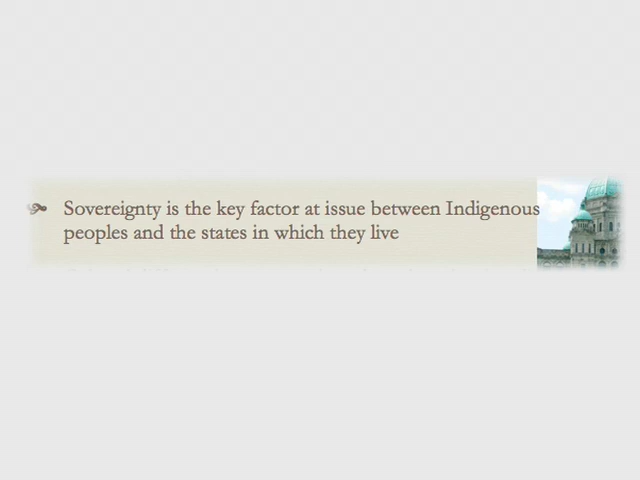 Sovereignty is the key factor at issue between Indigenous
peoples and the states in which they live